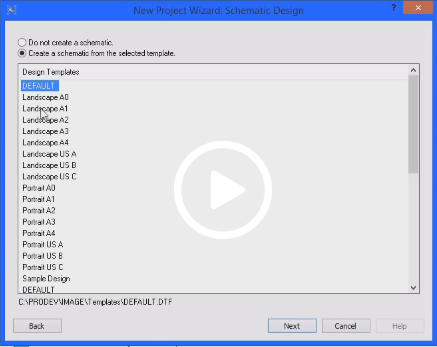 New Project Wizard: Schematic Design
?
Do not create a schematic.
Create a schematic from the selected template.
Design Templates
DEFAULT
Landscape A0
Landscape A1
Landscape A2
Landscape A3
Landscape A4
Landscape US A
Landscape US B
Landscape US C
Portrait A0
Portrait A1
Portrait A2
Portrait A3
Portrait A4
Portrait US A
Portrait US B
Portrait US C
Sample Design
DEFAULT
C:\PRODEV\IMAGE\Templates\DEFAULT.DTF
Back Next Cancel Help